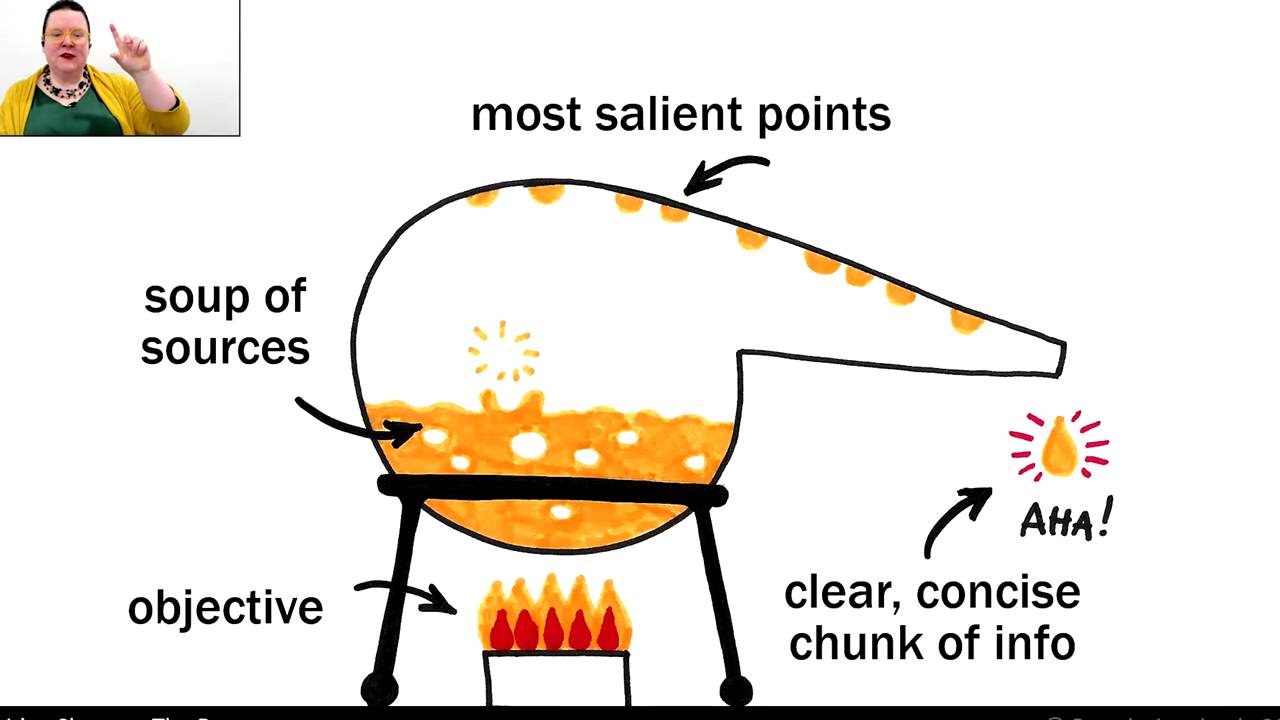 most salient points
soup of
sources
AHA!
objective
clear, concise
chunk of info